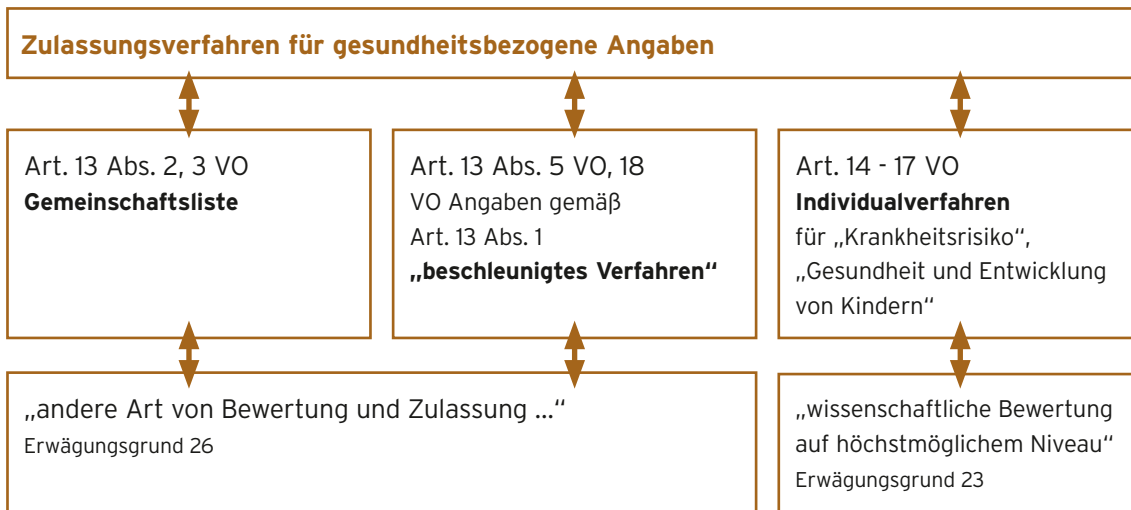 Zulassungsverfahren für gesundheitsbezogene Angaben
Art. 13 Abs. 2, 3 VO
Gemeinschaftsliste
Art. 13 Abs. 5 VO, 18
VO Angaben gemäß
Art. 13 Abs. 1
„beschleunigtes Verfahren“
Art. 14 - 17 VO
Individualverfahren
für „Krankheitsrisiko“,
„Gesundheit und Entwicklung
von Kindern“
„andere Art von Bewertung und Zulassung ...“
Erwägungsgrund 26
„wissenschaftliche Bewertung
auf höchstmöglichem Niveau“
Erwägungsgrund 23